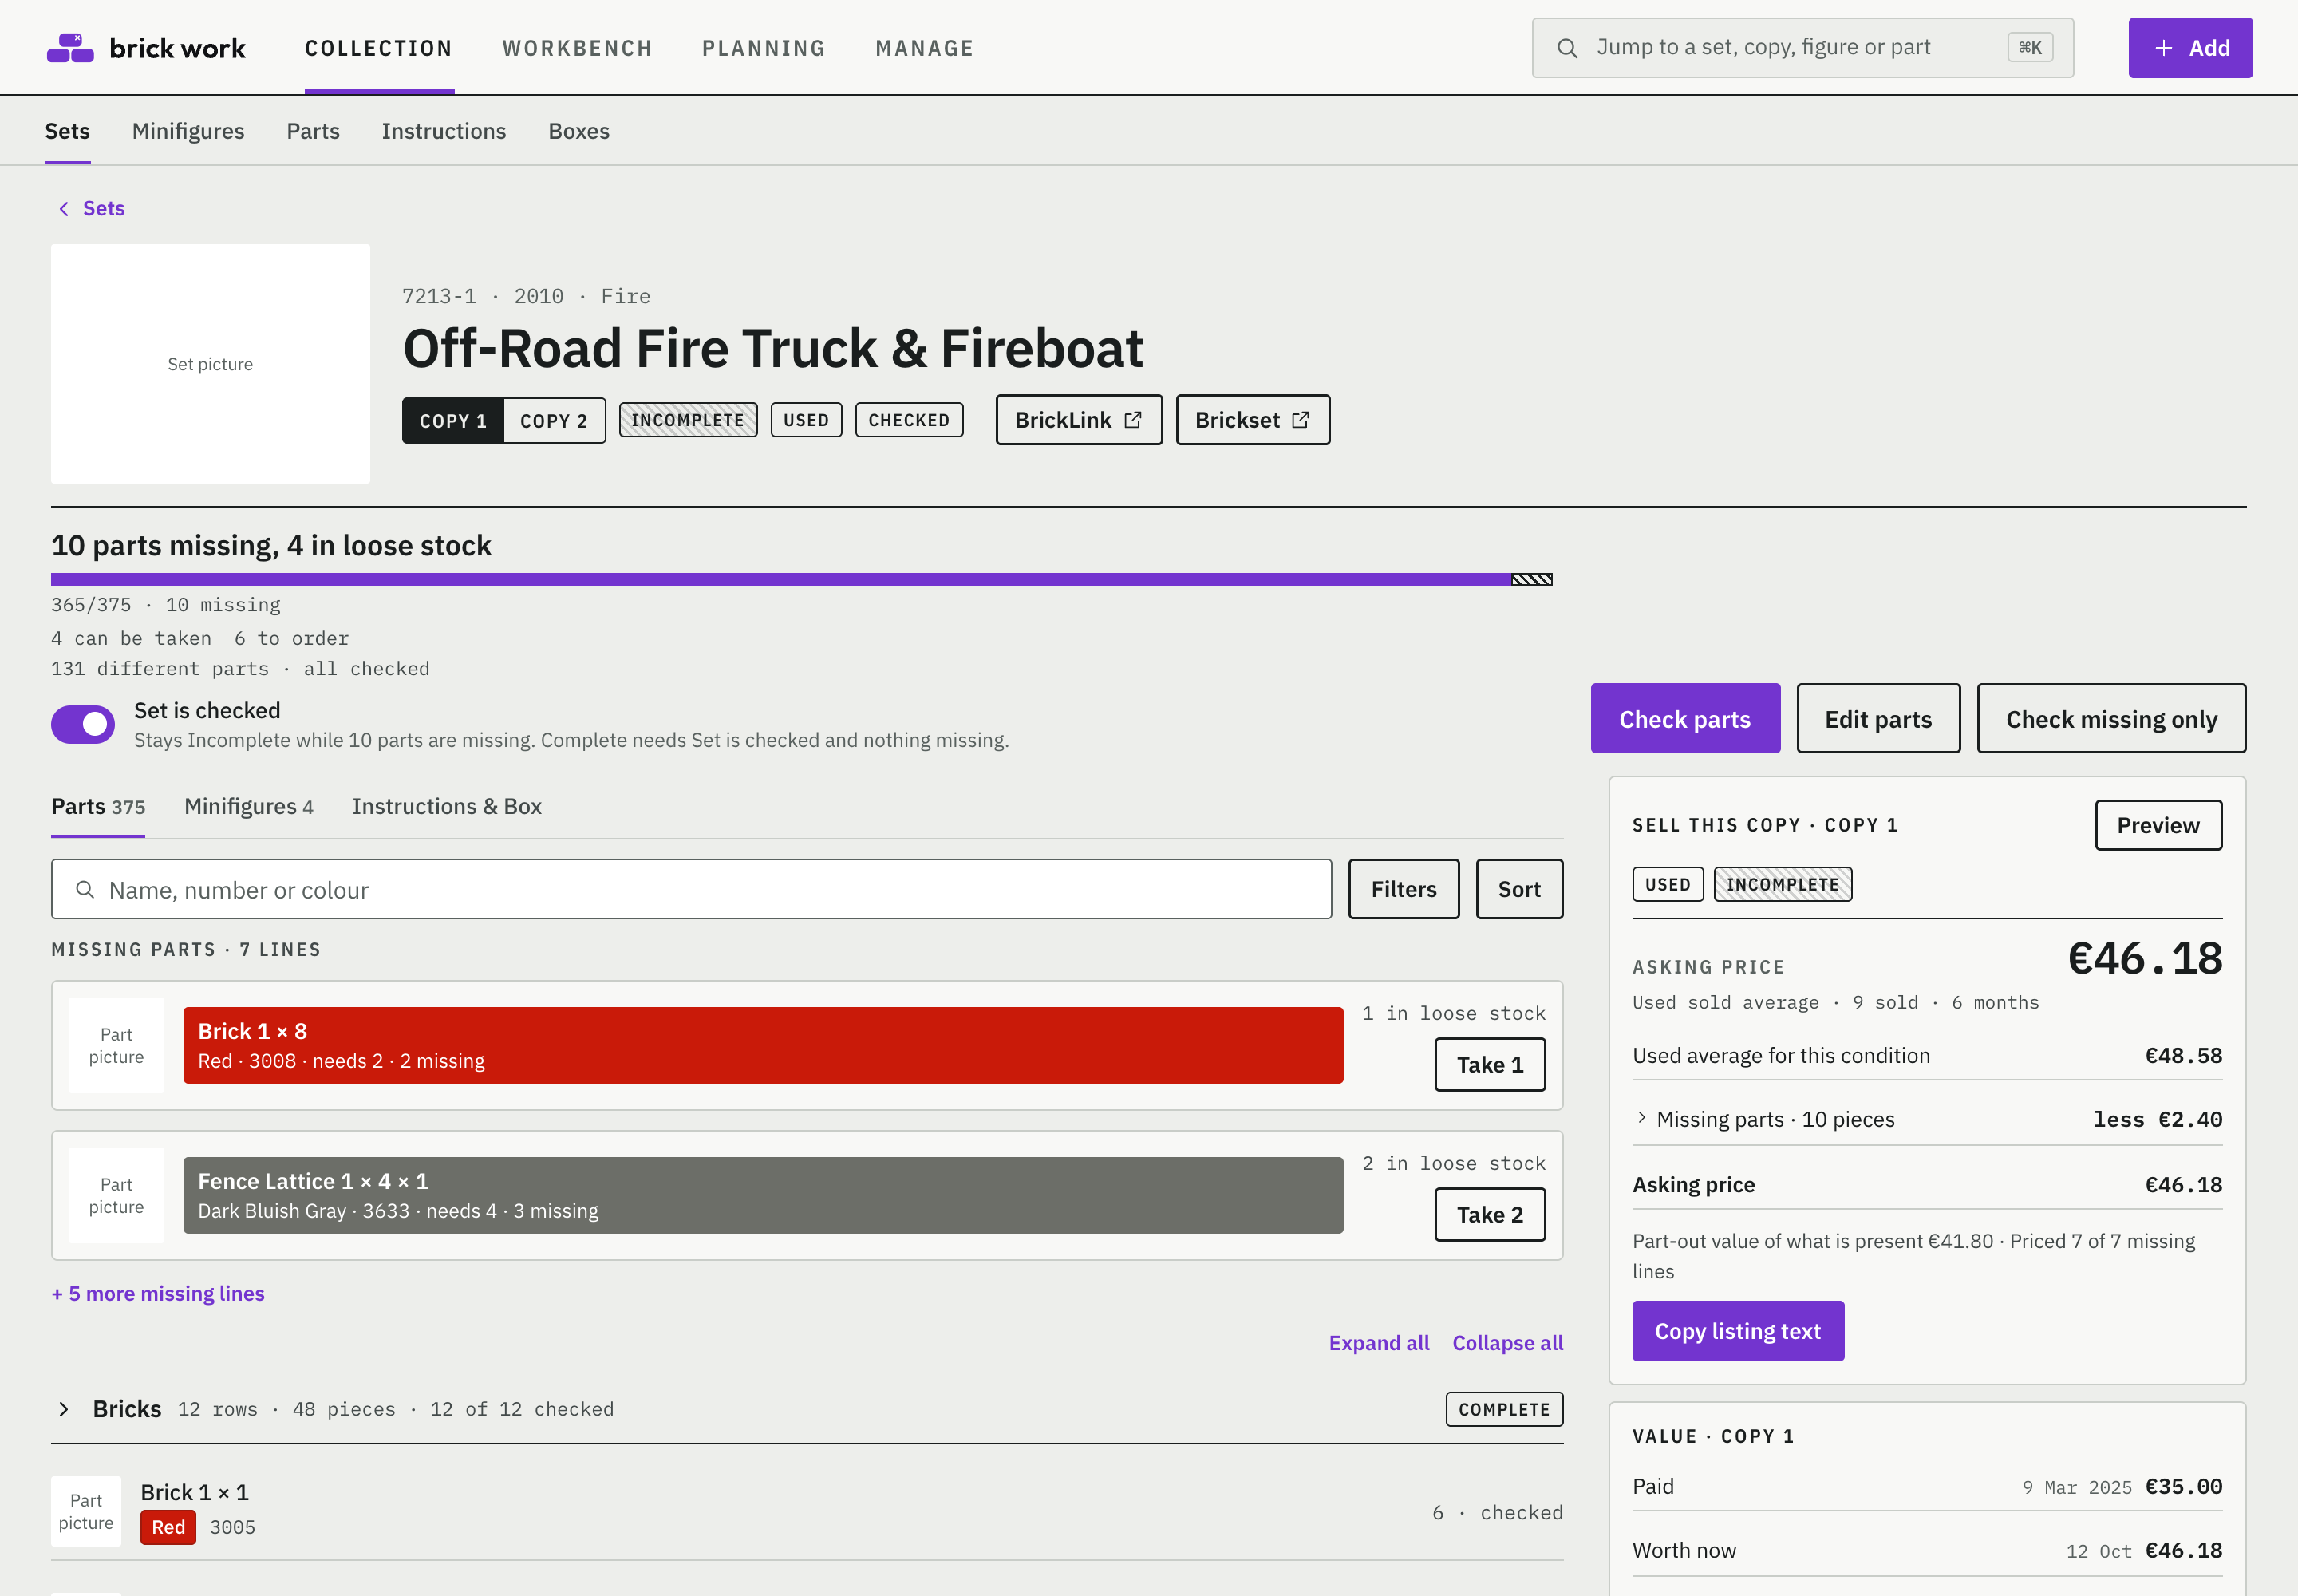 brick work
COLLECTION
WORKBENCH
PLANNING
MANAGE
Jump to a set, copy, figure or part
⌘K
+ Add
Sets
Minifigures
Parts
Instructions
Boxes
Sets
Set picture
7213-1 · 2010 · Fire
Off-Road Fire Truck & Fireboat
COPY 1
COPY 2
INCOMPLETE
USED
CHECKED
BrickLink
Brickset
10 parts missing, 4 in loose stock
365/375 · 10 missing
4 can be taken 6 to order
131 different parts · all checked
Set is checked
Stays Incomplete while 10 parts are missing. Complete needs Set is checked and nothing missing.
Check parts
Edit parts
Check missing only
Parts 375
Minifigures 4
Instructions & Box
Name, number or colour
Filters
Sort
MISSING PARTS · 7 LINES
Part
picture
Brick 1 × 8
Red · 3008 · needs 2 · 2 missing
1 in loose stock
Take 1
Part
picture
Fence Lattice 1 × 4 × 1
Dark Bluish Gray · 3633 · needs 4 · 3 missing
2 in loose stock
Take 2
+ 5 more missing lines
Expand all
Collapse all
Bricks 12 rows · 48 pieces · 12 of 12 checked
COMPLETE
Part
picture
Brick 1 × 1
Red 3005
6 · checked
SELL THIS COPY · COPY 1
Preview
USED
INCOMPLETE
ASKING PRICE
€46.18
Used sold average · 9 sold · 6 months
Used average for this condition €48.58
Missing parts · 10 pieces less €2.40
Asking price €46.18
Part-out value of what is present €41.80 · Priced 7 of 7 missing
lines
Copy listing text
VALUE · COPY 1
Paid 9 Mar 2025 €35.00
Worth now 12 Oct €46.18